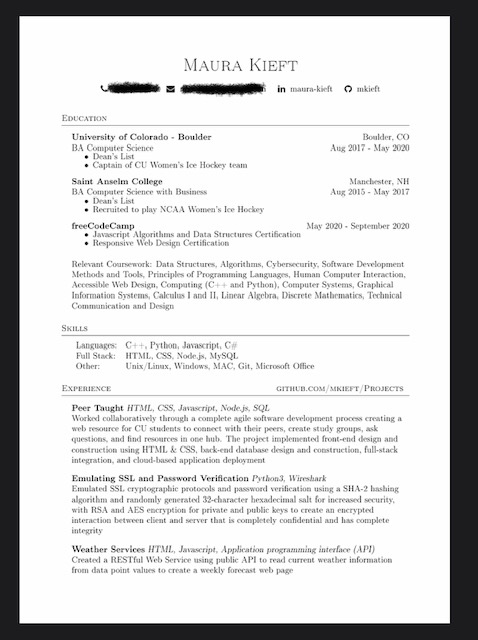 Maura Kieft
maura-kieft mkieft
Education
University of Colorado - Boulder Boulder, CO
BA Computer Science Aug 2017 - May 2020
• Dean's List
• Captain of CU Women's Ice Hockey team
Saint Anselm College Manchester, NH
BA Computer Science with Business Aug 2015 - May 2017
• Dean's List
• Recruited to play NCAA Women's Ice Hockey
freeCodeCamp May 2020 - September 2020
• Javascript Algorithms and Data Structures Certification
• Responsive Web Design Certification
Relevant Coursework: Data Structures, Algorithms, Cybersecurity, Software Development
Methods and Tools, Principles of Programming Languages, Human Computer Interaction,
Accessible Web Design, Computing (C++ and Python), Computer Systems, Graphical
Information Systems, Calculus I and II, Linear Algebra, Discrete Mathematics, Technical
Communication and Design
Skills
Languages: C++, Python, Javascript, C#
Full Stack: HTML, CSS, Node.js, MySQL
Other: Unix/Linux, Windows, MAC, Git, Microsoft Office
Experience github.com/mkieft/Projects
Peer Taught HTML, CSS, Javascript, Node.js, SQL
Worked collaboratively through a complete agile software development process creating a
web resource for CU students to connect with their peers, create study groups, ask
questions, and find resources in one hub. The project implemented front-end design and
construction using HTML & CSS, back-end database design and construction, full-stack
integration, and cloud-based application deployment
Emulating SSL and Password Verification Python3, Wireshark
Emulated SSL cryptographic protocols and password verification using a SHA-2 hashing
algorithm and randomly generated 32-character hexadecimal salt for increased security,
with RSA and AES encryption for private and public keys to create an encrypted
interaction between client and server that is completely confidential and has complete
integrity
Weather Services HTML, Javascript, Application programming interface (API)
Created a RESTful Web Service using public API to read current weather information
from data point values to create a weekly forecast web page